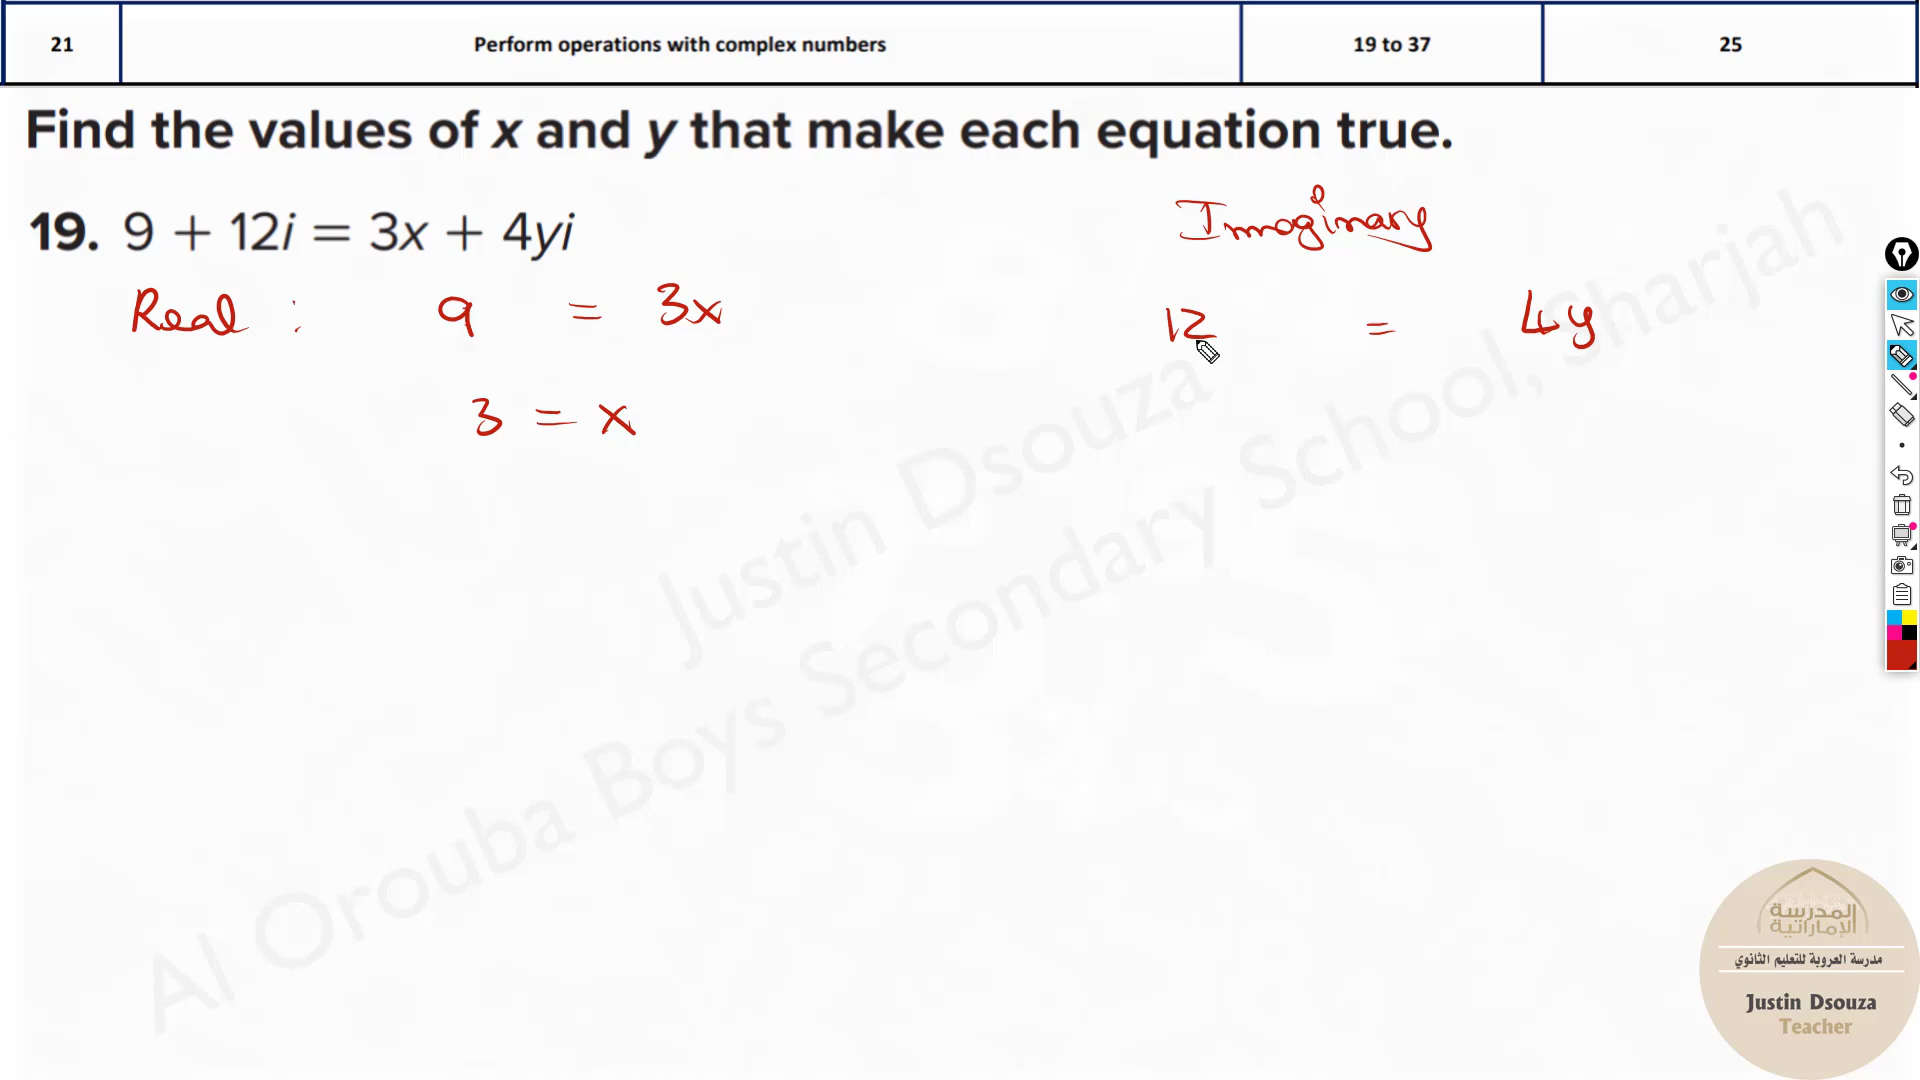 21 Perform operations with complex numbers 19 to 37 25
Find the values of x and y that make each equation true.
19. 9 + 12i = 3x + 4yi
Imaginary
Real : 9 = 3x
12 = 4y
3 = x
Justin Dsouza
Al Orouba Boys Secondary School, Sharjah
المدرسة
الإماراتية
مدرسة العروبة للتعليم الثانوي
Justin Dsouza
Teacher